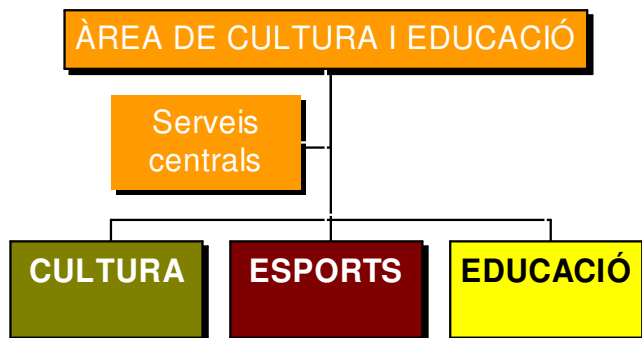 ÀREA DE CULTURA I EDUCACIÓ
Serveis
centrals
CULTURA
ESPORTS
EDUCACIÓ